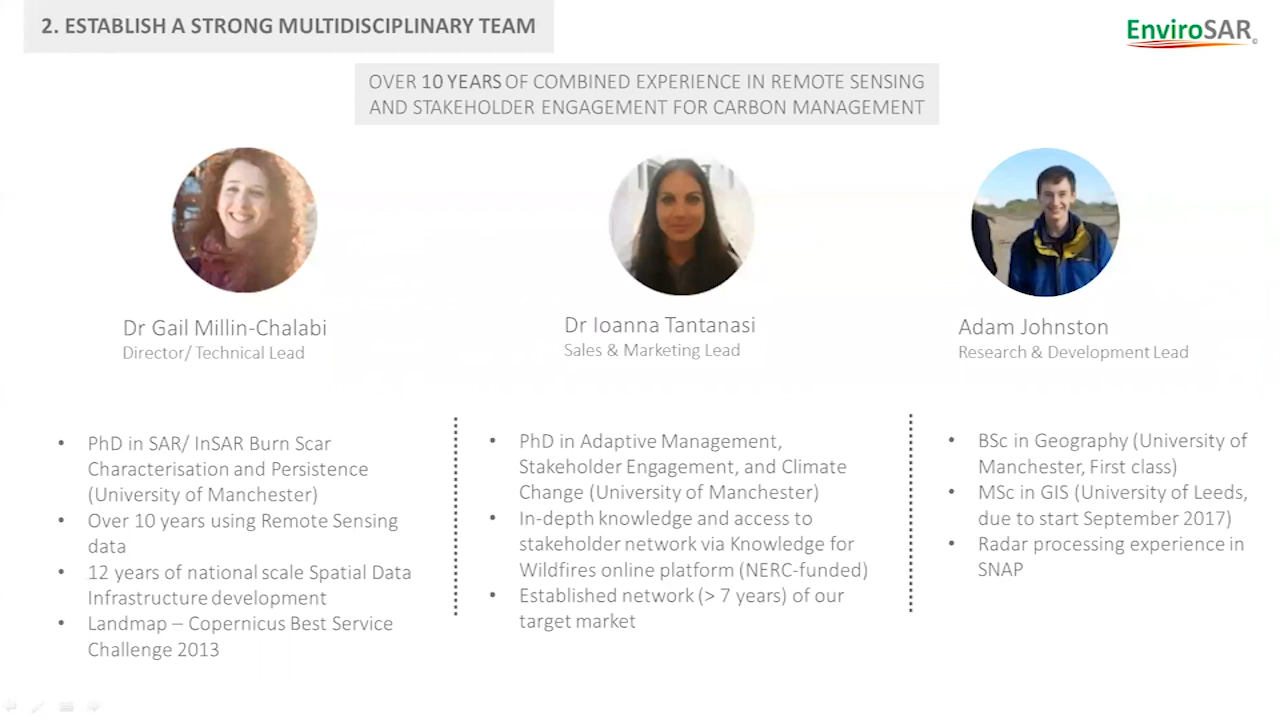 2. ESTABLISH A STRONG MULTIDISCIPLINARY TEAM
EnviroSAR
©
OVER 10 YEARS OF COMBINED EXPERIENCE IN REMOTE SENSING
AND STAKEHOLDER ENGAGEMENT FOR CARBON MANAGEMENT
Dr Gail Millin-Chalabi
Director/ Technical Lead
• PhD in SAR/ InSAR Burn Scar
Characterisation and Persistence
(University of Manchester)
• Over 10 years using Remote Sensing
data
• 12 years of national scale Spatial Data
Infrastructure development
• Landmap – Copernicus Best Service
Challenge 2013
Dr Ioanna Tantanasi
Sales & Marketing Lead
• PhD in Adaptive Management,
Stakeholder Engagement, and Climate
Change (University of Manchester)
• In-depth knowledge and access to
stakeholder network via Knowledge for
Wildfires online platform (NERC-funded)
• Established network (> 7 years) of our
target market
Adam Johnston
Research & Development Lead
• BSc in Geography (University of
Manchester, First class)
• MSc in GIS (University of Leeds,
due to start September 2017)
• Radar processing experience in
SNAP